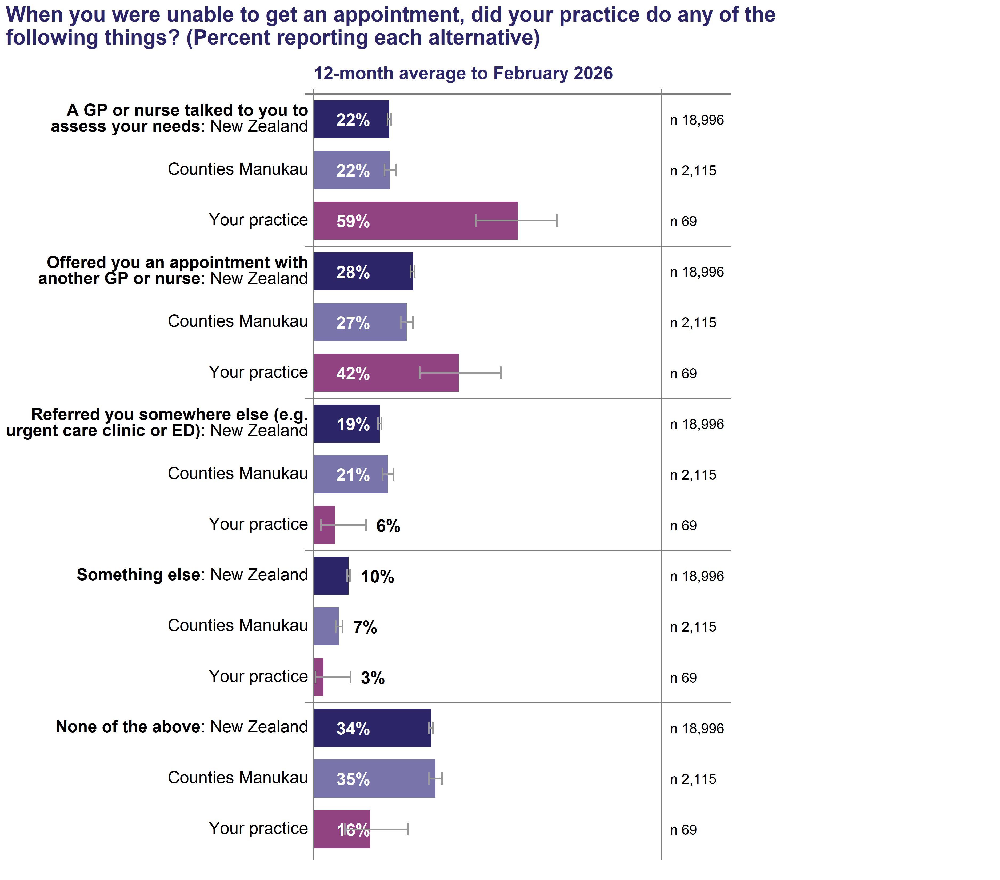 When you were unable to get an appointment, did your practice do any of the
following things? (Percent reporting each alternative)
12-month average to February 2026
A GP or nurse talked to you to
assess your needs: New Zealand 22% n 18,996
Counties Manukau 22% n 2,115
Your practice 59% n 69
Offered you an appointment with
another GP or nurse: New Zealand 28% n 18,996
Counties Manukau 27% n 2,115
Your practice 42% n 69
Referred you somewhere else (e.g.
urgent care clinic or ED): New Zealand 19% n 18,996
Counties Manukau 21% n 2,115
Your practice 6% n 69
Something else: New Zealand 10% n 18,996
Counties Manukau 7% n 2,115
Your practice 3% n 69
None of the above: New Zealand 34% n 18,996
Counties Manukau 35% n 2,115
Your practice 16% n 69